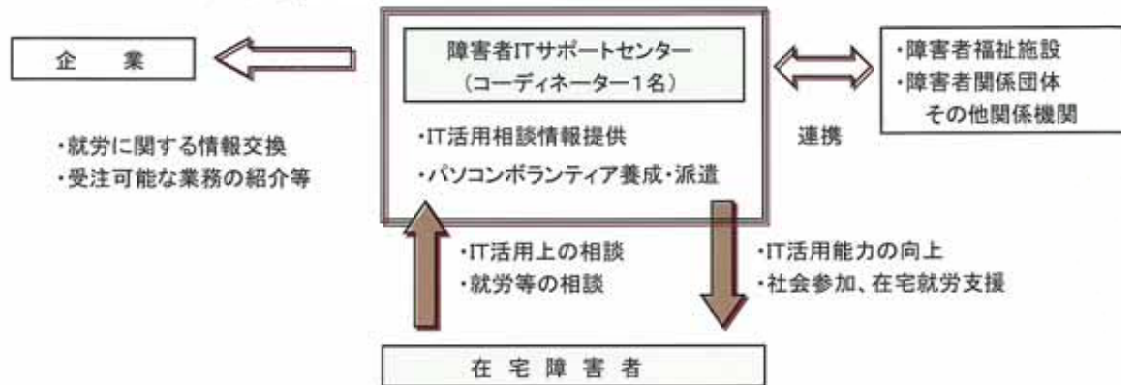 企　業
・就労に関する情報交換
・受注可能な業務の紹介等
障害者ITサポートセンター
（コーディネーター１名）
・IT活用相談情報提供
・パソコンボランティア養成・派遣
連携
・障害者福祉施設
・障害者関係団体
その他関係機関
・IT活用上の相談
・就労等の相談
・IT活用能力の向上
・社会参加、在宅就労支援
在 宅 障 害 者